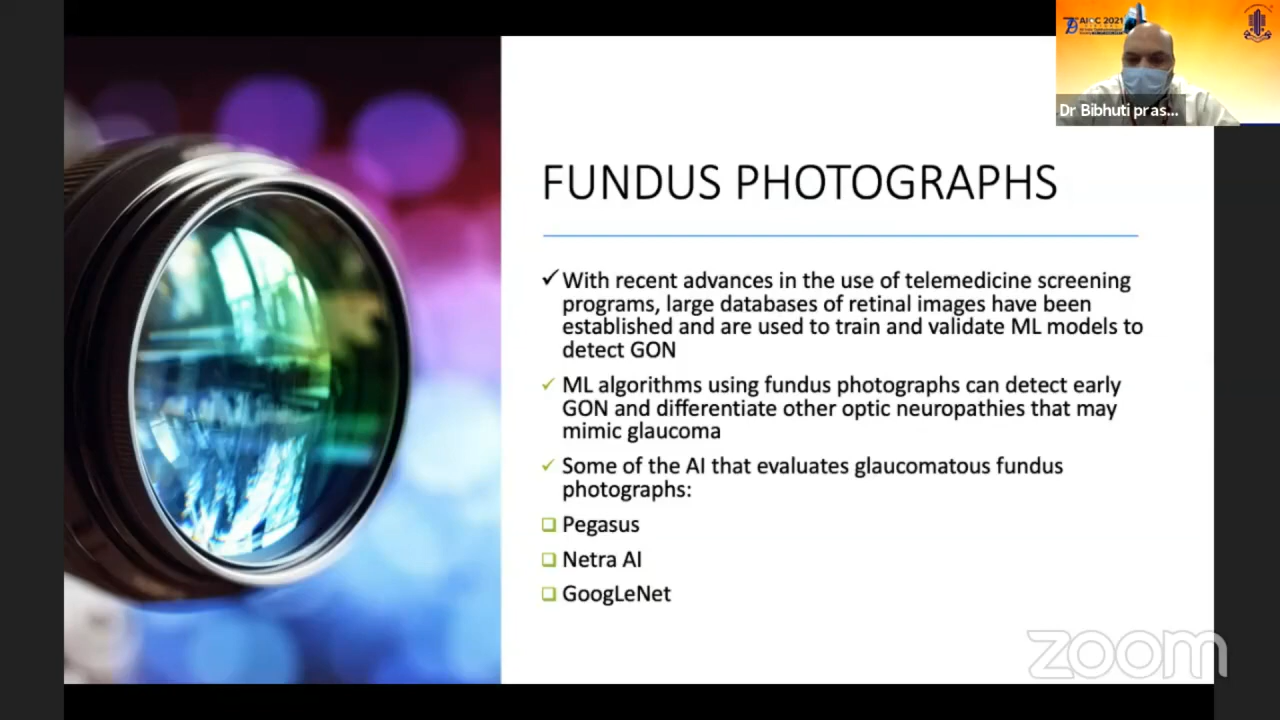 AIOC 2021
Dr Bibhuti pras...
FUNDUS PHOTOGRAPHS
✓ With recent advances in the use of telemedicine screening
programs, large databases of retinal images have been
established and are used to train and validate ML models to
detect GON
✓ ML algorithms using fundus photographs can detect early
GON and differentiate other optic neuropathies that may
mimic glaucoma
✓ Some of the AI that evaluates glaucomatous fundus
photographs:
❑ Pegasus
❑ Netra AI
❑ GoogLeNet
zoom